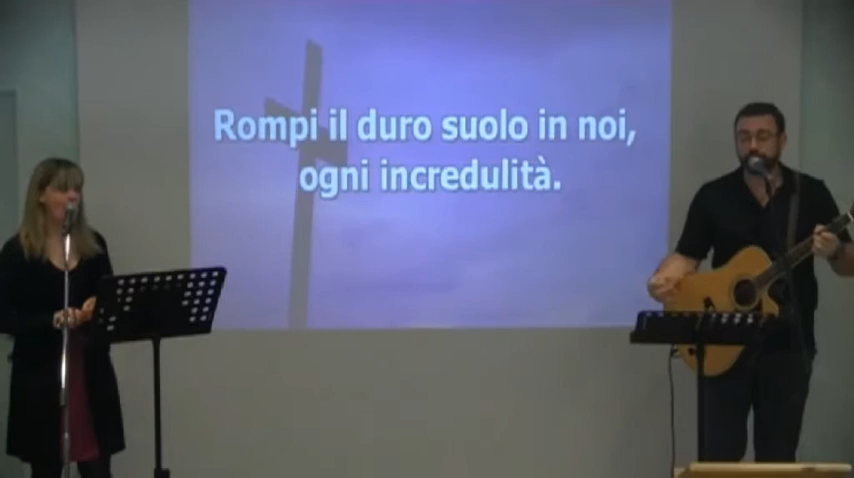 Rompi il duro suolo in noi,
ogni incredulità.